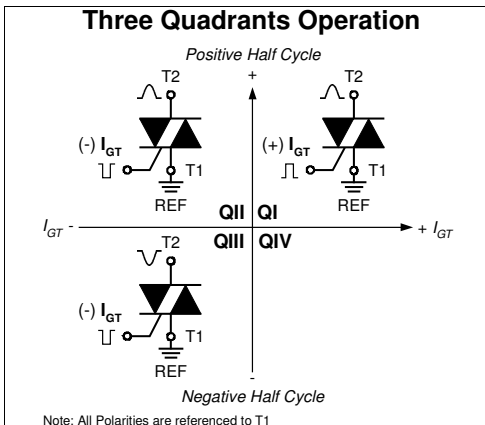 Three Quadrants Operation
Positive Half Cycle
T2 + T2
(-) IGT (+) IGT
T1 T1
REF REF
QII QI
IGT - + IGT
QIII QIV
T2
(-) IGT
T1
REF
-
Negative Half Cycle
Note: All Polarities are referenced to T1